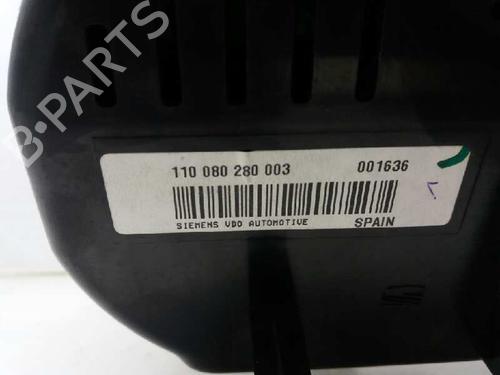 B-PARTS
110 080 280 003 001636
SIEMENS VDO AUTOMOTIVE SPAIN